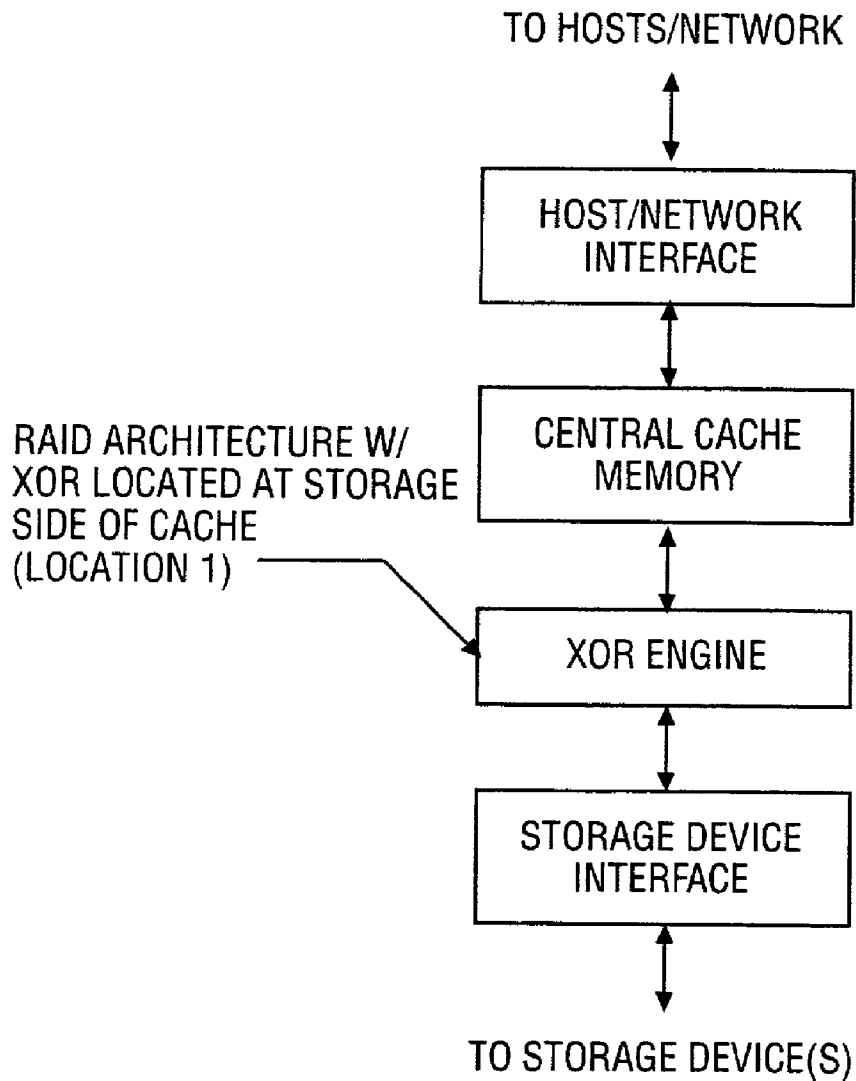 TO HOSTS/NETWORK
HOST/NETWORK
INTERFACE
CENTRAL CACHE
MEMORY
RAID ARCHITECTURE W/
XOR LOCATED AT STORAGE
SIDE OF CACHE
(LOCATION 1)
XOR ENGINE
STORAGE DEVICE
INTERFACE
TO STORAGE DEVICE(S)